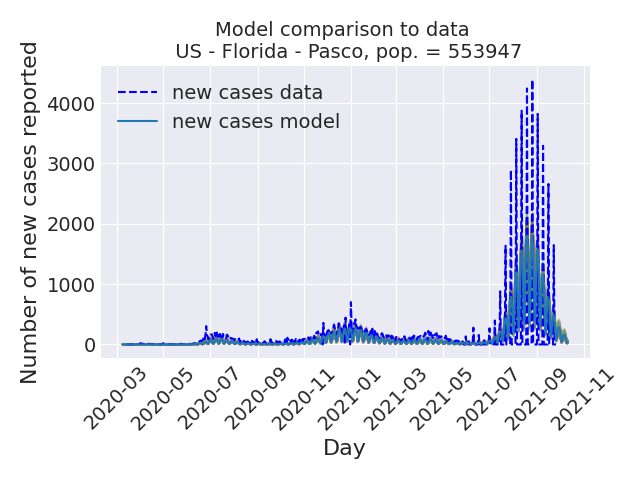 Model comparison to data
US - Florida - Pasco, pop. = 553947
new cases data
new cases model
Number of new cases reported
4000
3000
2000
1000
0
2020-03
2020-05
2020-07
2020-09
2020-11
2021-01
2021-03
2021-05
2021-07
2021-09
2021-11
Day